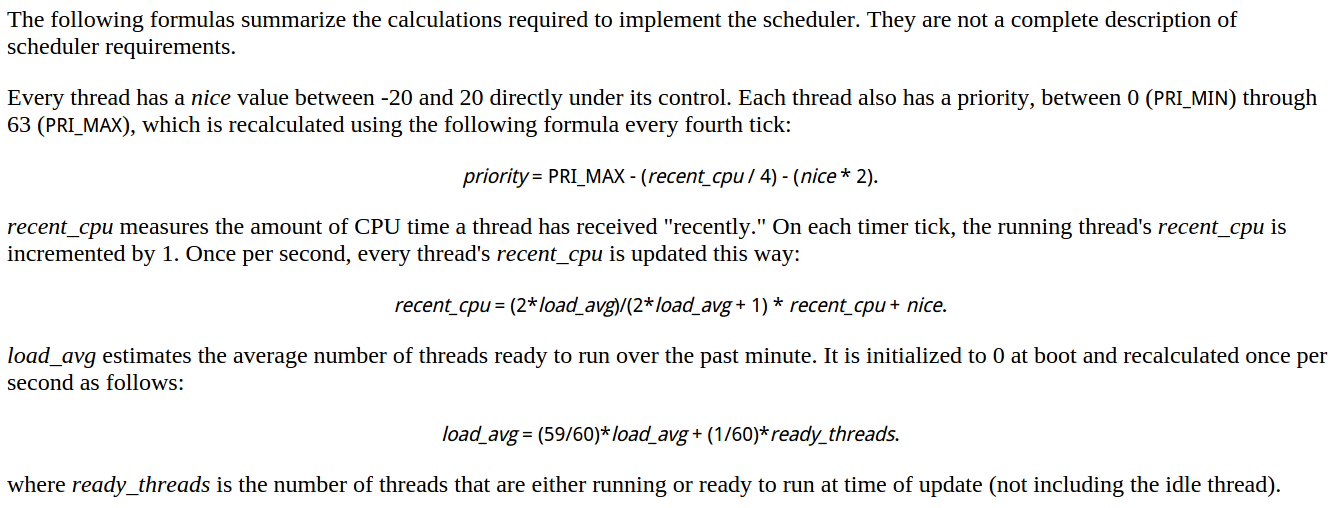 The following formulas summarize the calculations required to implement the scheduler. They are not a complete description of
scheduler requirements.
Every thread has a nice value between -20 and 20 directly under its control. Each thread also has a priority, between 0 (PRI_MIN) through
63 (PRI_MAX), which is recalculated using the following formula every fourth tick:
priority = PRI_MAX - (recent_cpu / 4) - (nice * 2).
recent_cpu measures the amount of CPU time a thread has received "recently." On each timer tick, the running thread's recent_cpu is
incremented by 1. Once per second, every thread's recent_cpu is updated this way:
recent_cpu = (2*load_avg)/(2*load_avg + 1) * recent_cpu + nice.
load_avg estimates the average number of threads ready to run over the past minute. It is initialized to 0 at boot and recalculated once per
second as follows:
load_avg = (59/60)*load_avg + (1/60)*ready_threads.
where ready_threads is the number of threads that are either running or ready to run at time of update (not including the idle thread).